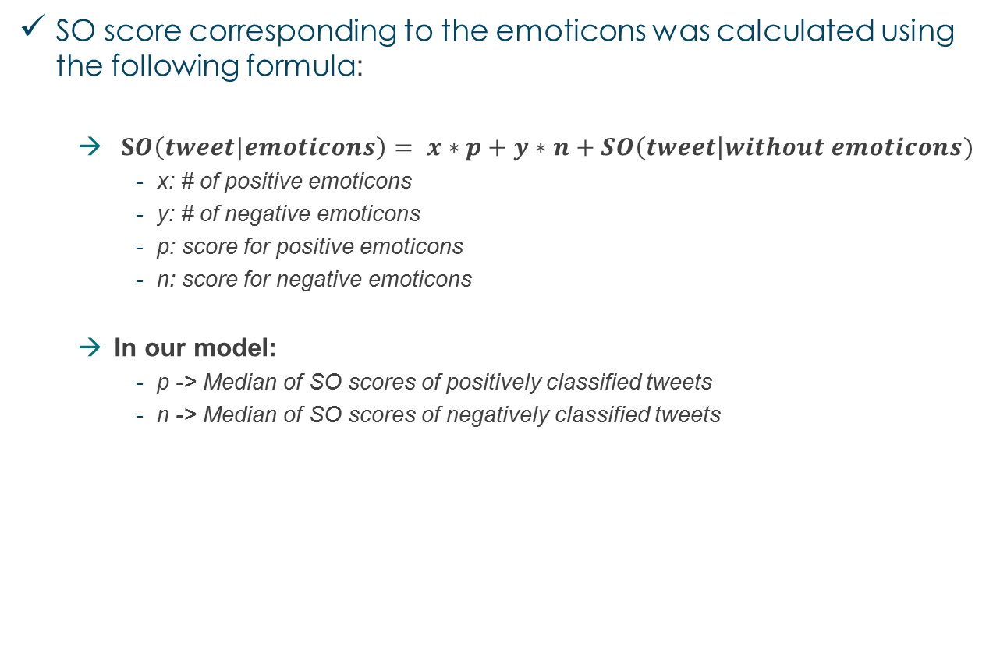 ✓ SO score corresponding to the emoticons was calculated using
the following formula:
→ SO(tweet|emoticons) = x * p + y * n + SO(tweet|without emoticons)
- x: # of positive emoticons
- y: # of negative emoticons
- p: score for positive emoticons
- n: score for negative emoticons
→ In our model:
- p -> Median of SO scores of positively classified tweets
- n -> Median of SO scores of negatively classified tweets